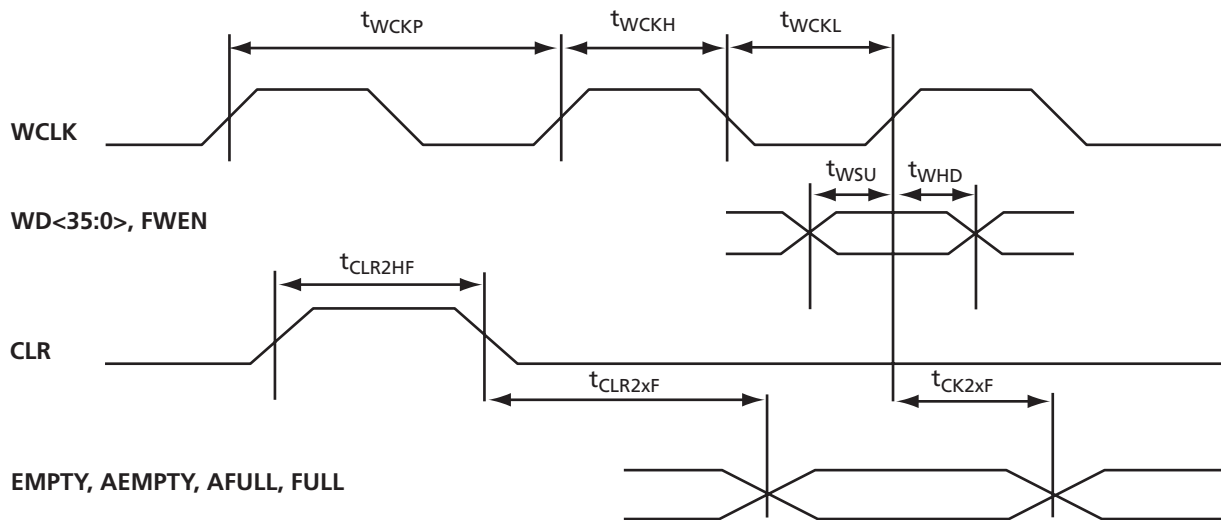 tWCKP tWCKH tWCKL
WCLK
tWSU tWHD
WD<35:0>, FWEN
tCLR2HF
CLR
tCLR2xF tCK2xF
EMPTY, AEMPTY, AFULL, FULL